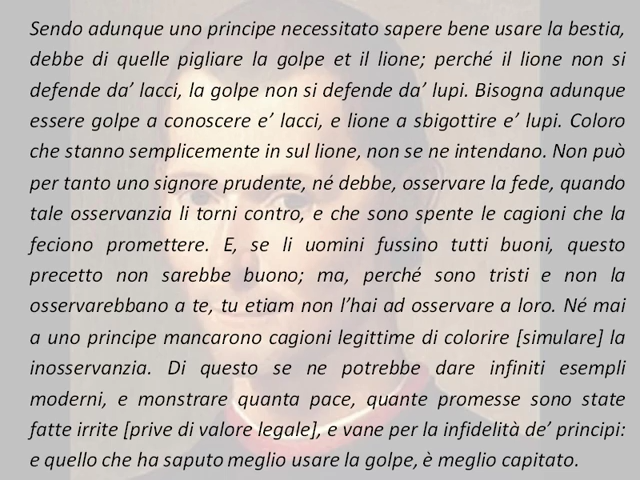 Sendo adunque uno principe necessitato sapere bene usare la bestia,
debbe di quelle pigliare la golpe et il lione; perché il lione non si
defende da’ lacci, la golpe non si defende da’ lupi. Bisogna adunque
essere golpe a conoscere e’ lacci, e lione a sbigottire e’ lupi. Coloro
che stanno semplicemente in sul lione, non se ne intendano. Non può
per tanto uno signore prudente, né debbe, osservare la fede, quando
tale osservanzia li torni contro, e che sono spente le cagioni che la
feciono promettere. E, se li uomini fussino tutti buoni, questo
precetto non sarebbe buono; ma, perché sono tristi e non la
osservarebbano a te, tu etiam non l’hai ad osservare a loro. Né mai
a uno principe mancarono cagioni legittime di colorire [simulare] la
inosservanzia. Di questo se ne potrebbe dare infiniti esempli
moderni, e monstrare quanta pace, quante promesse sono state
fatte irrite [prive di valore legale], e vane per la infidelità de’ principi:
e quello che ha saputo meglio usare la golpe, è meglio capitato.